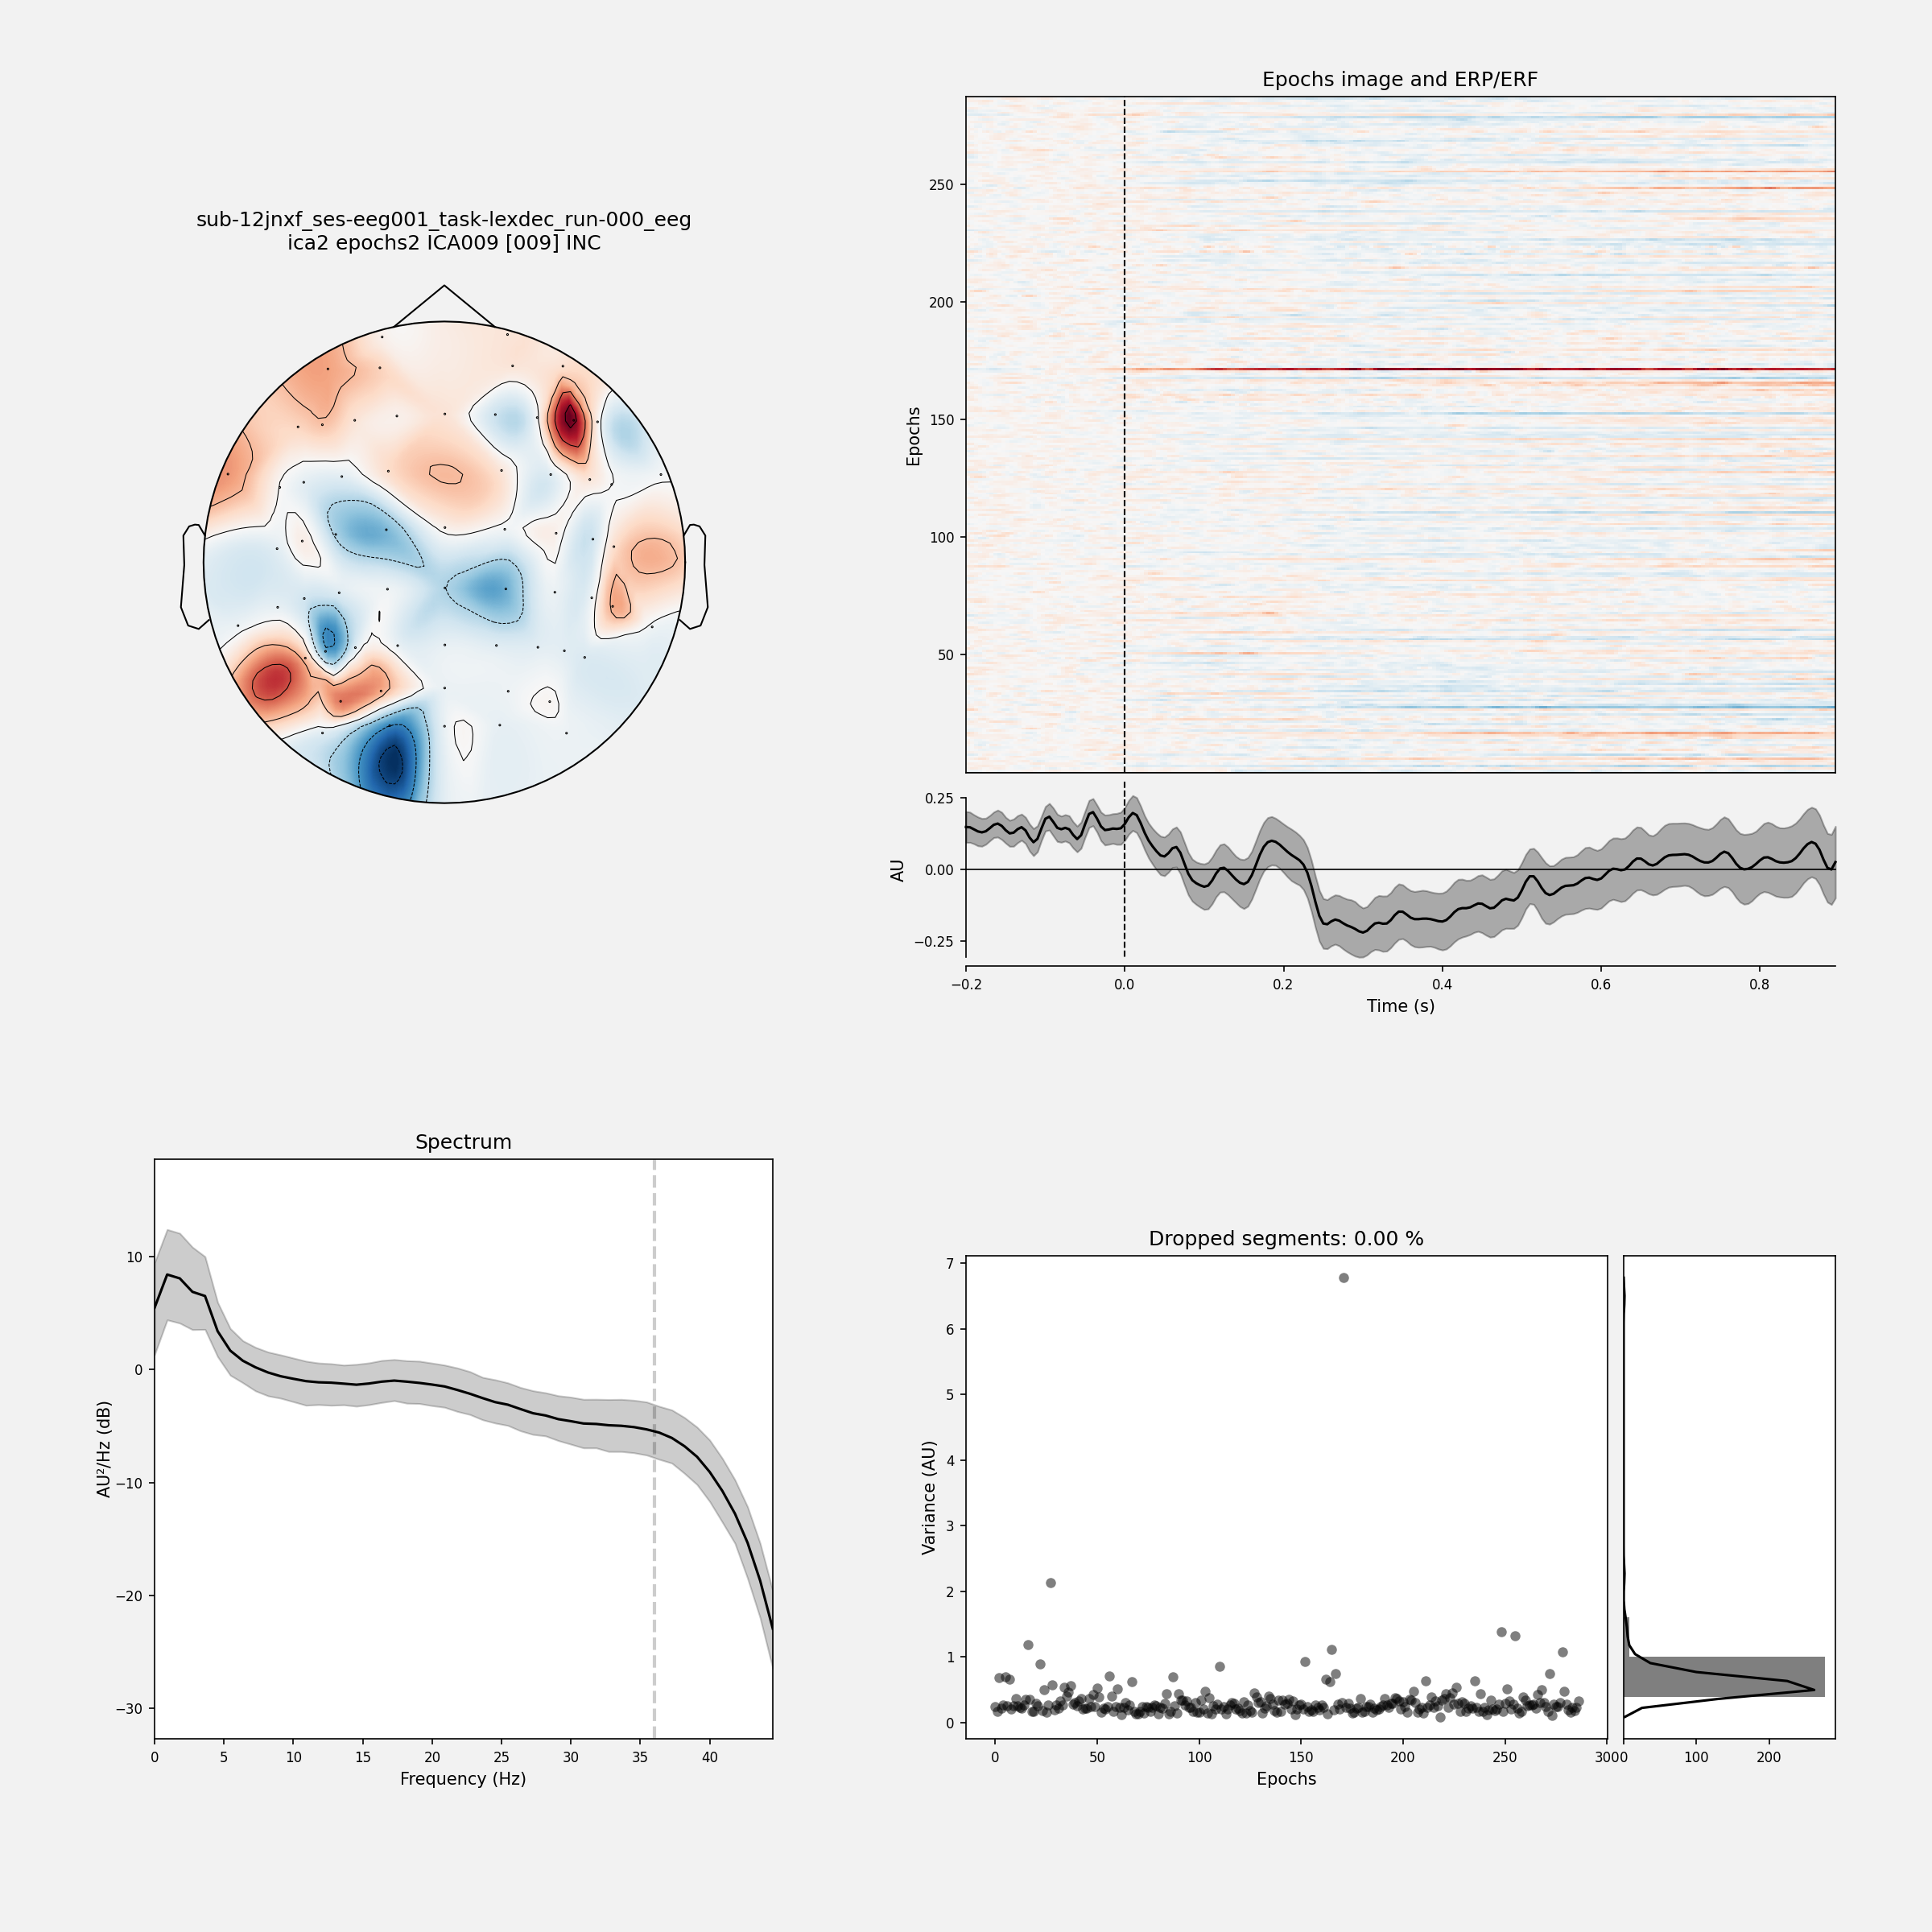 sub-12jnxf_ses-eeg001_task-lexdec_run-000_eeg
ica2 epochs2 ICA009 [009] INC
Epochs image and ERP/ERF
Epochs
250
200
150
100
50
AU
0.25
0.00
−0.25
−0.2 0.0 0.2 0.4 0.6 0.8
Time (s)
Spectrum
AU²/Hz (dB)
10
0
−10
−20
−30
0 5 10 15 20 25 30 35 40
Frequency (Hz)
Dropped segments: 0.00 %
Variance (AU)
7
6
5
4
3
2
1
0
0 50 100 150 200 250 300
Epochs
0 100 200